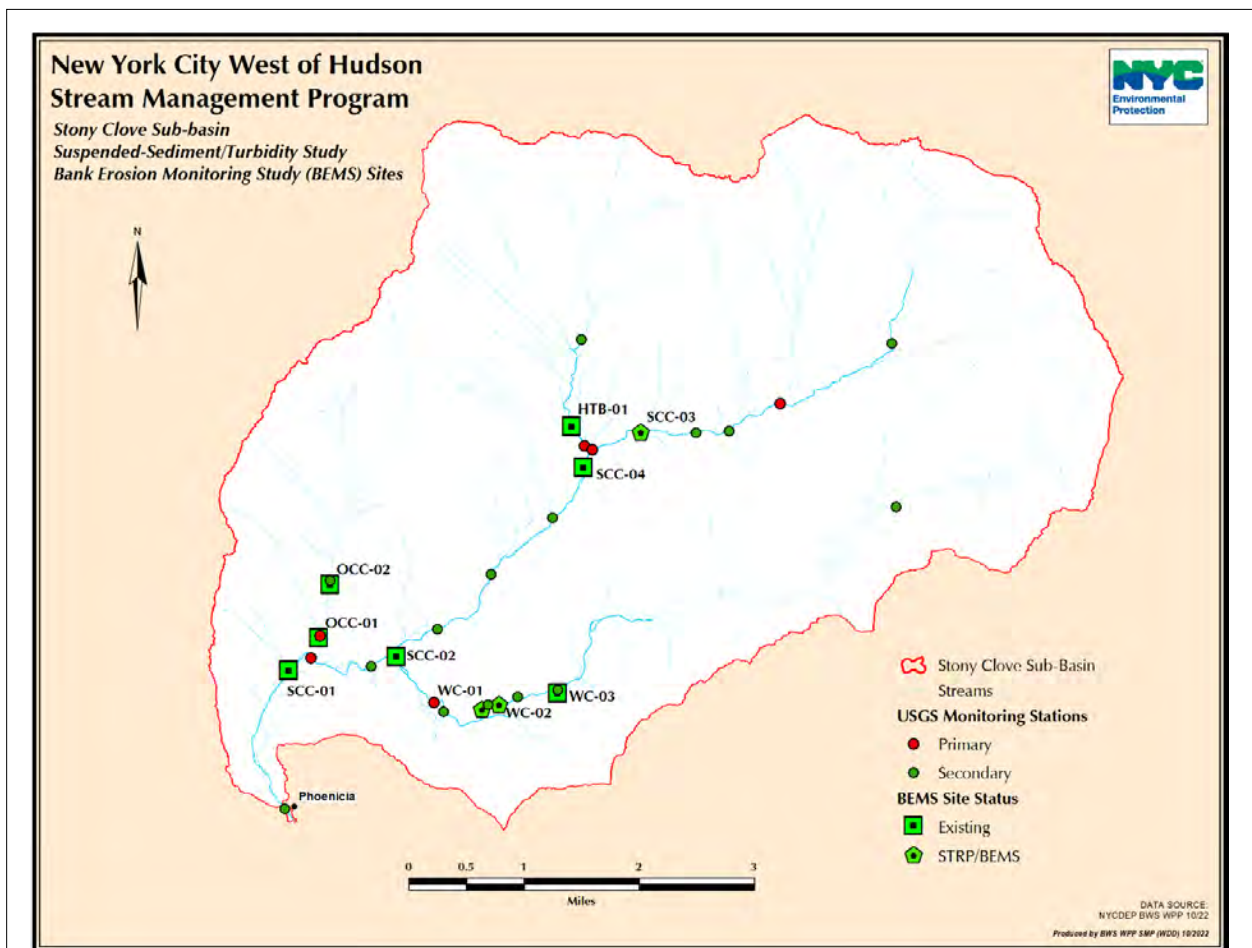 New York City West of Hudson
Stream Management Program
Stony Clove Sub-basin
Suspended-Sediment/Turbidity Study
Bank Erosion Monitoring Study (BEMS) Sites
NYC
Environmental
Protection
N
HTB-01
SCC-03
SCC-04
OCC-02
OCC-01
SCC-02
SCC-01
WC-01
WC-03
WC-02
Phoenicia
Stony Clove Sub-Basin
Streams
USGS Monitoring Stations
Primary
Secondary
BEMS Site Status
Existing
STRP/BEMS
0 0.5 1 2 3
Miles
DATA SOURCE:
NYCDEP BWS WPP 10/22
Produced by BWS WPP SMP (WDD) 10/2022